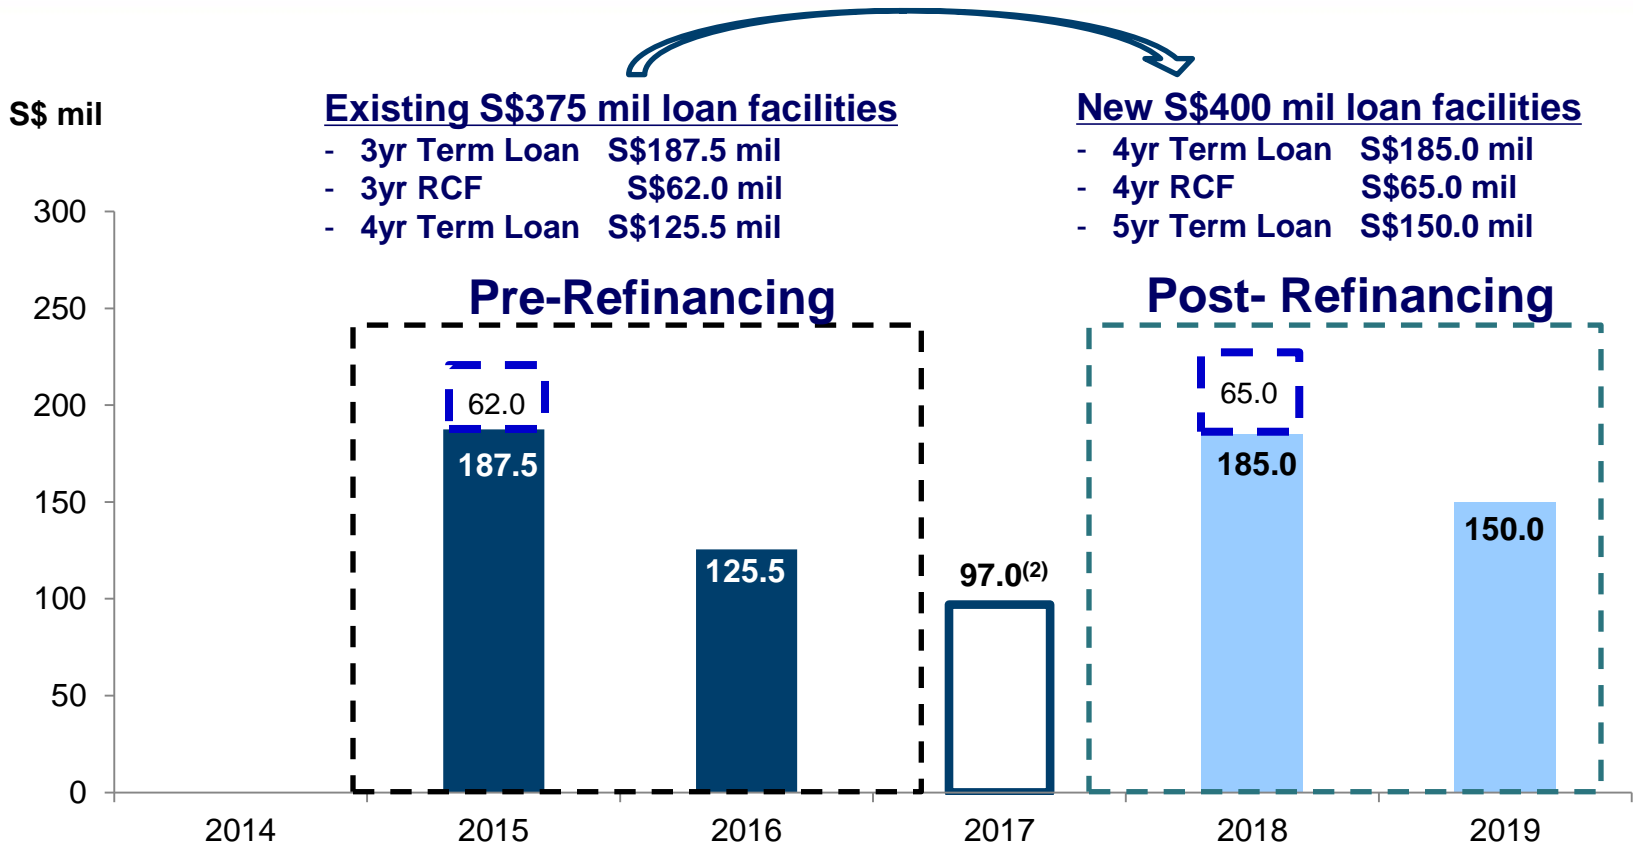 S$ mil
Existing S$375 mil loan facilities
- 3yr Term Loan S$187.5 mil
- 3yr RCF S$62.0 mil
- 4yr Term Loan S$125.5 mil
New S$400 mil loan facilities
- 4yr Term Loan S$185.0 mil
- 4yr RCF S$65.0 mil
- 5yr Term Loan S$150.0 mil
Pre-Refinancing
Post- Refinancing
300
250
200
150
100
50
0
62.0
187.5
125.5
97.0(2)
65.0
185.0
150.0
2014 2015 2016 2017 2018 2019